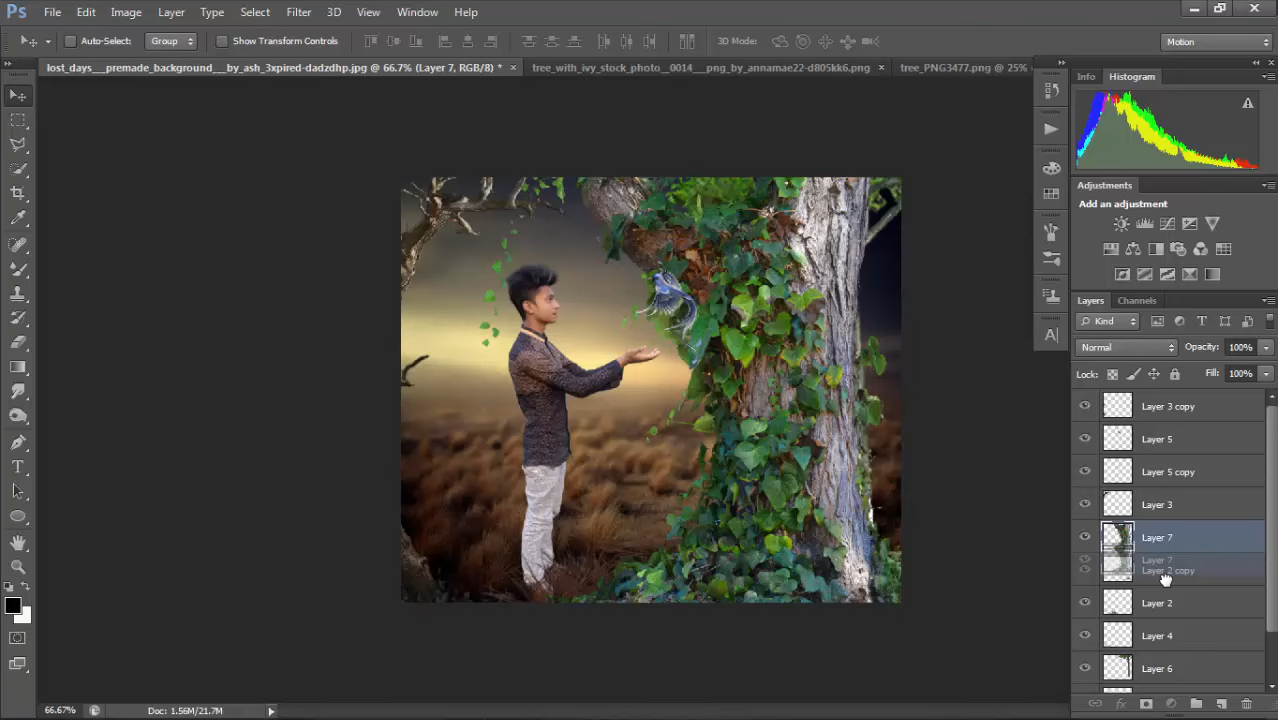 Ps File Edit Image Layer Type Select Filter 3D View Window Help
Auto-Select: Group Show Transform Controls 3D Mode: Motion
lost_days___premade_background___by_ash_3xpired-dadzdhp.jpg @ 66.7% (Layer 7, RGB/8) * × tree_with_ivy_stock_photo__0014___png_by_annamae22-d805kk6.png × tree_PNG3477.png @ 25%
Info Histogram
Adjustments
Add an adjustment
Layers Channels
Kind
Normal Opacity: 100%
Lock: Fill: 100%
Layer 3 copy
Layer 5
Layer 5 copy
Layer 3
Layer 7
Layer 7
Layer 2 copy
Layer 2
Layer 4
Layer 6
66.67% Doc: 1.56M/21.7M